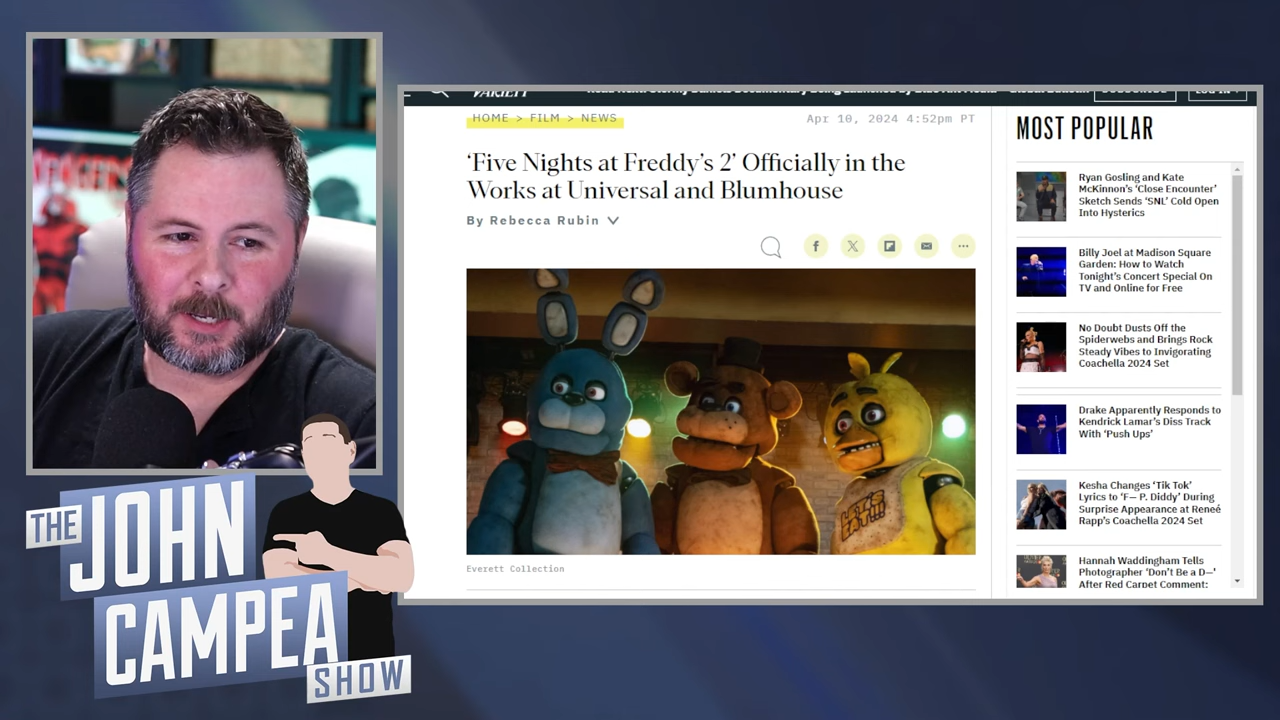 VARIETY
HOME > FILM > NEWS
Apr 10, 2024 4:52pm PT
‘Five Nights at Freddy’s 2’ Officially in the
Works at Universal and Blumhouse
By Rebecca Rubin
LET'S
EAT!!!
Everett Collection
MOST POPULAR
Ryan Gosling and Kate
McKinnon’s ‘Close Encounter’
Sketch Sends ‘SNL’ Cold Open
Into Hysterics
Billy Joel at Madison Square
Garden: How to Watch
Tonight’s Concert Special On
TV and Online for Free
No Doubt Dusts Off the
Spiderwebs and Brings Rock
Steady Vibes to Invigorating
Coachella 2024 Set
Drake Apparently Responds to
Kendrick Lamar’s Diss Track
With ‘Push Ups’
Kesha Changes ‘Tik Tok’
Lyrics to ‘F— P. Diddy’ During
Surprise Appearance at Reneé
Rapp’s Coachella 2024 Set
Hannah Waddingham Tells
Photographer ‘Don’t Be a D—’
After Red Carpet Comment:
THE
JOHN
CAMPEA
SHOW